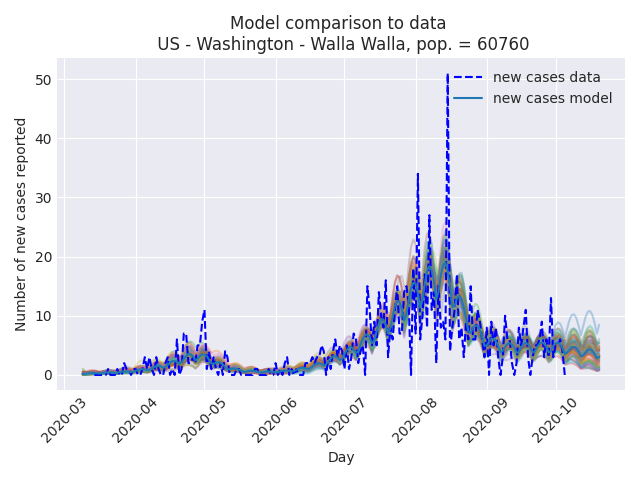 Model comparison to data
US - Washington - Walla Walla, pop. = 60760
new cases data
new cases model
Number of new cases reported
50
40
30
20
10
0
2020-03
2020-04
2020-05
2020-06
2020-07
2020-08
2020-09
2020-10
Day